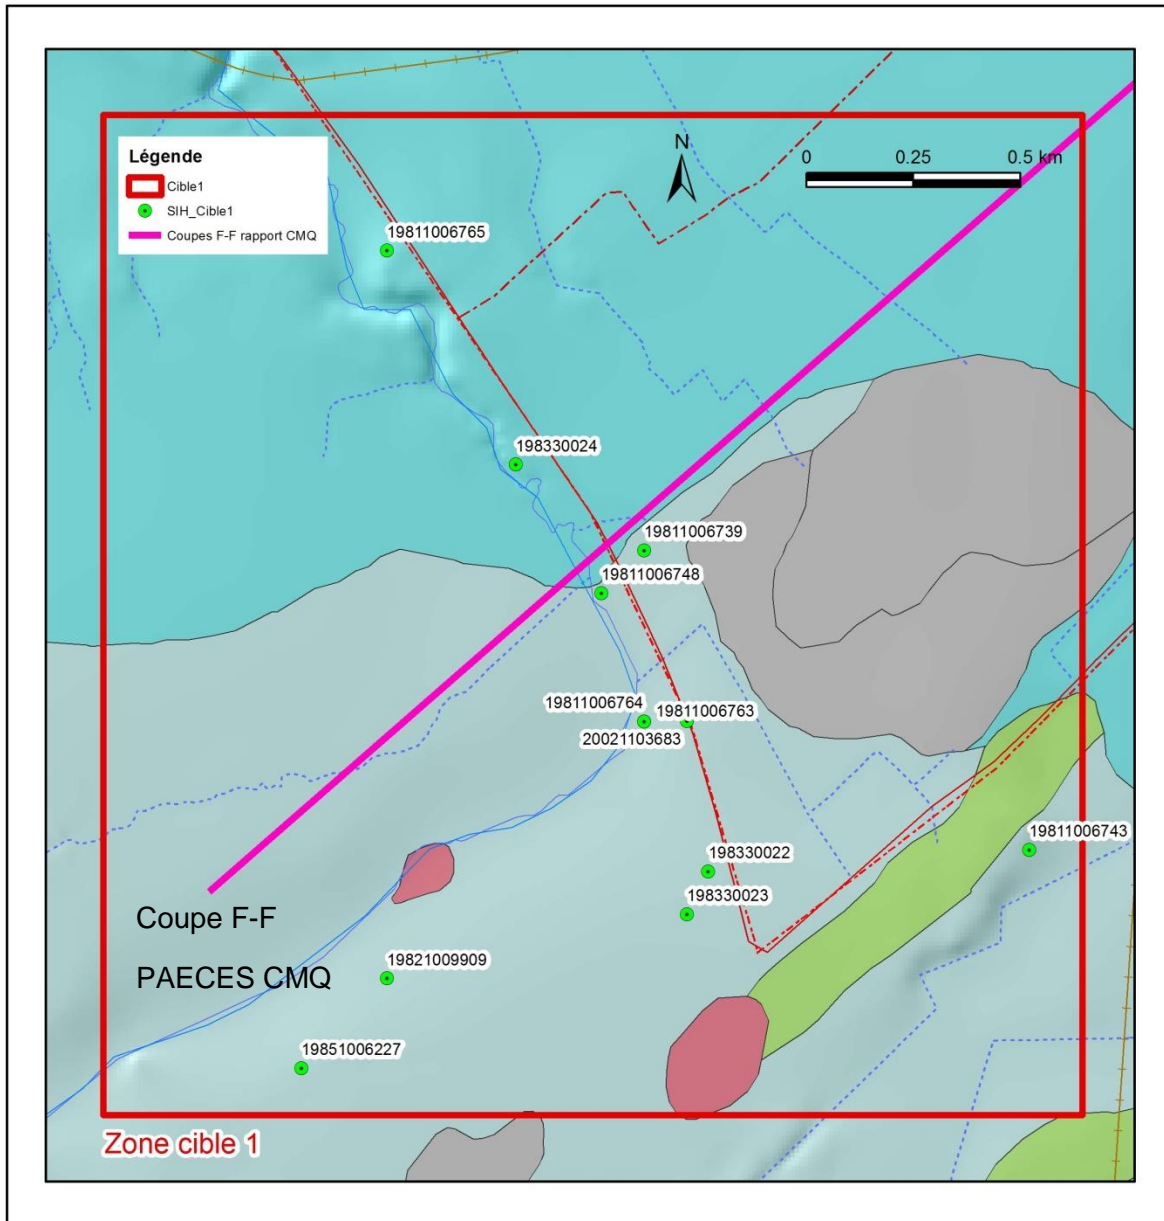 Légende
Cible1
SIH_Cible1
Coupes F-F rapport CMQ
N
0 0.25 0.5 km
19811006765
198330024
19811006739
19811006748
19811006764 19811006763
20021103683
19811006743
198330022
198330023
Coupe F-F
PAECES CMQ
19821009909
19851006227
Zone cible 1